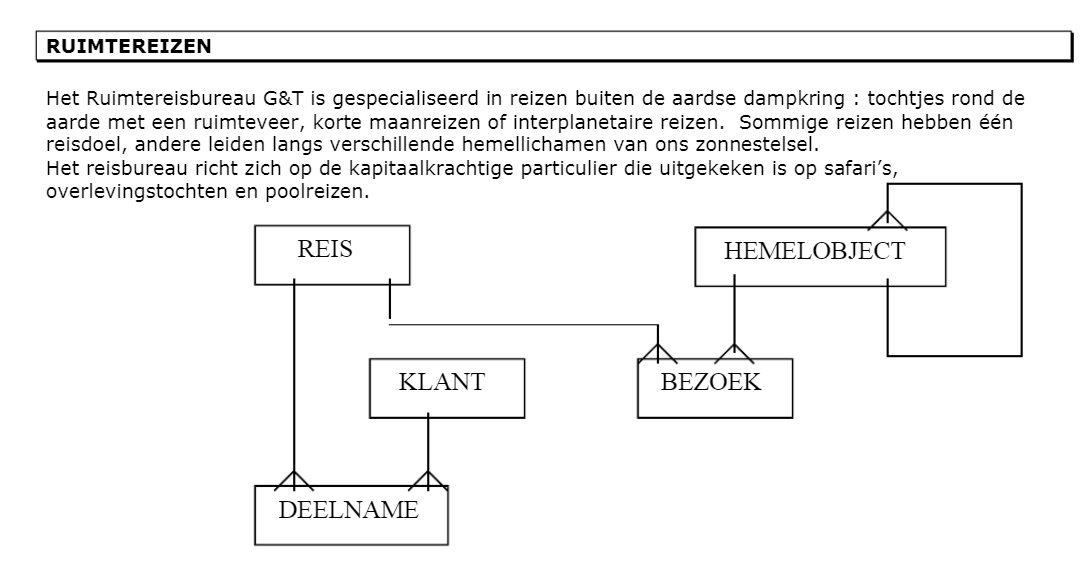 RUIMTEREIZEN
Het Ruimtereisbureau G&T is gespecialiseerd in reizen buiten de aardse dampkring : tochtjes rond de
aarde met een ruimteveer, korte maanreizen of interplanetaire reizen.  Sommige reizen hebben één
reisdoel, andere leiden langs verschillende hemellichamen van ons zonnestelsel.
Het reisbureau richt zich op de kapitaalkrachtige particulier die uitgekeken is op safari’s,
overlevingstochten en poolreizen.
REIS
HEMELOBJECT
KLANT
BEZOEK
DEELNAME